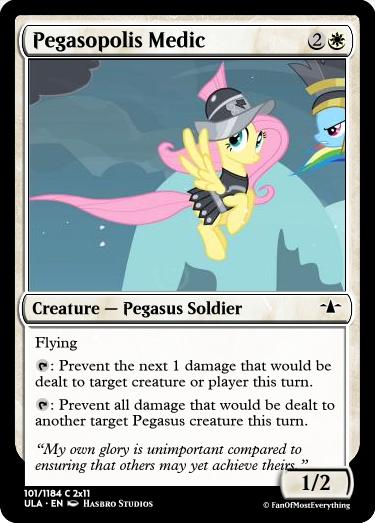 Pegasopolis Medic 2
Creature — Pegasus Soldier
Flying
: Prevent the next 1 damage that would be
dealt to target creature or player this turn.
: Prevent all damage that would be dealt to
another target Pegasus creature this turn.
“My own glory is unimportant compared to
ensuring that others may yet achieve theirs.”
1/2
101/1184 C 2x11
ULA • EN Hasbro Studios
© FanOfMostEverything